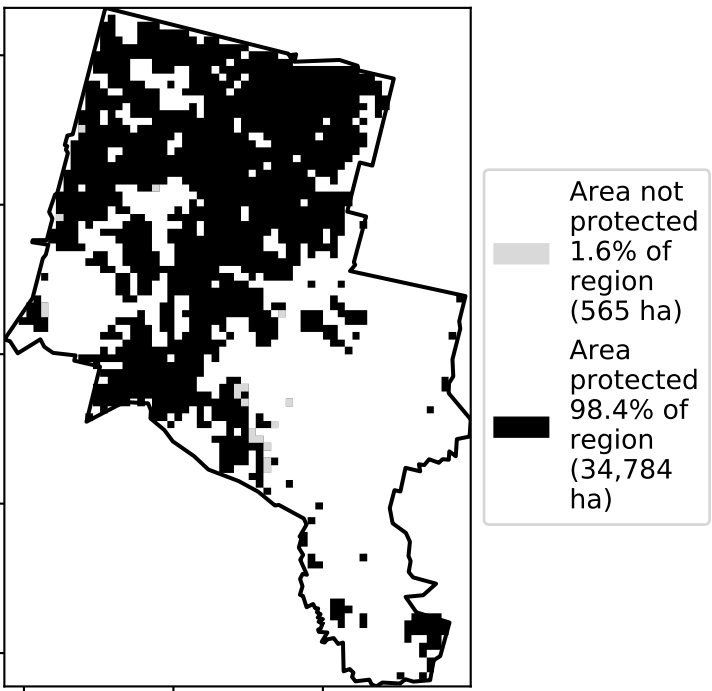 Area not
protected
1.6% of
region
(565 ha)
Area
protected
98.4% of
region
(34,784
ha)